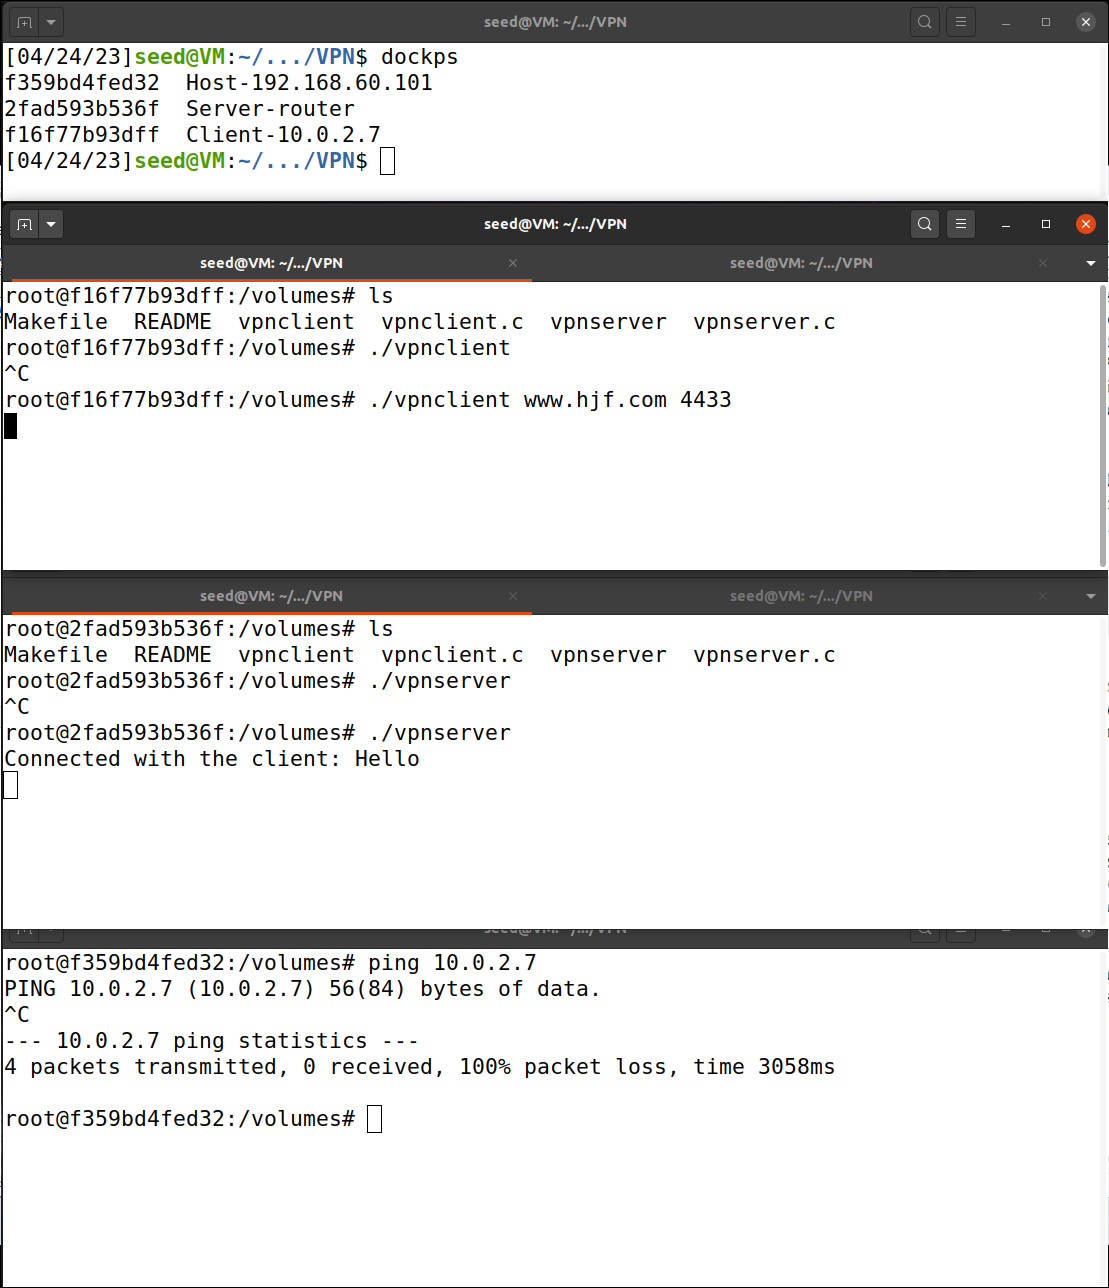 seed@VM: ~/.../VPN
[04/24/23]seed@VM:~/.../VPN$ dockps
f359bd4fed32  Host-192.168.60.101
2fad593b536f  Server-router
f16f77b93dff  Client-10.0.2.7
[04/24/23]seed@VM:~/.../VPN$
seed@VM: ~/.../VPN
seed@VM: ~/.../VPN seed@VM: ~/.../VPN
root@f16f77b93dff:/volumes# ls
Makefile  README  vpnclient  vpnclient.c  vpnserver  vpnserver.c
root@f16f77b93dff:/volumes# ./vpnclient
^C
root@f16f77b93dff:/volumes# ./vpnclient www.hjf.com 4433
seed@VM: ~/.../VPN seed@VM: ~/.../VPN
root@2fad593b536f:/volumes# ls
Makefile  README  vpnclient  vpnclient.c  vpnserver  vpnserver.c
root@2fad593b536f:/volumes# ./vpnserver
^C
root@2fad593b536f:/volumes# ./vpnserver
Connected with the client: Hello
seed@VM: ~/.../VPN
root@f359bd4fed32:/volumes# ping 10.0.2.7
PING 10.0.2.7 (10.0.2.7) 56(84) bytes of data.
^C
--- 10.0.2.7 ping statistics ---
4 packets transmitted, 0 received, 100% packet loss, time 3058ms
root@f359bd4fed32:/volumes#